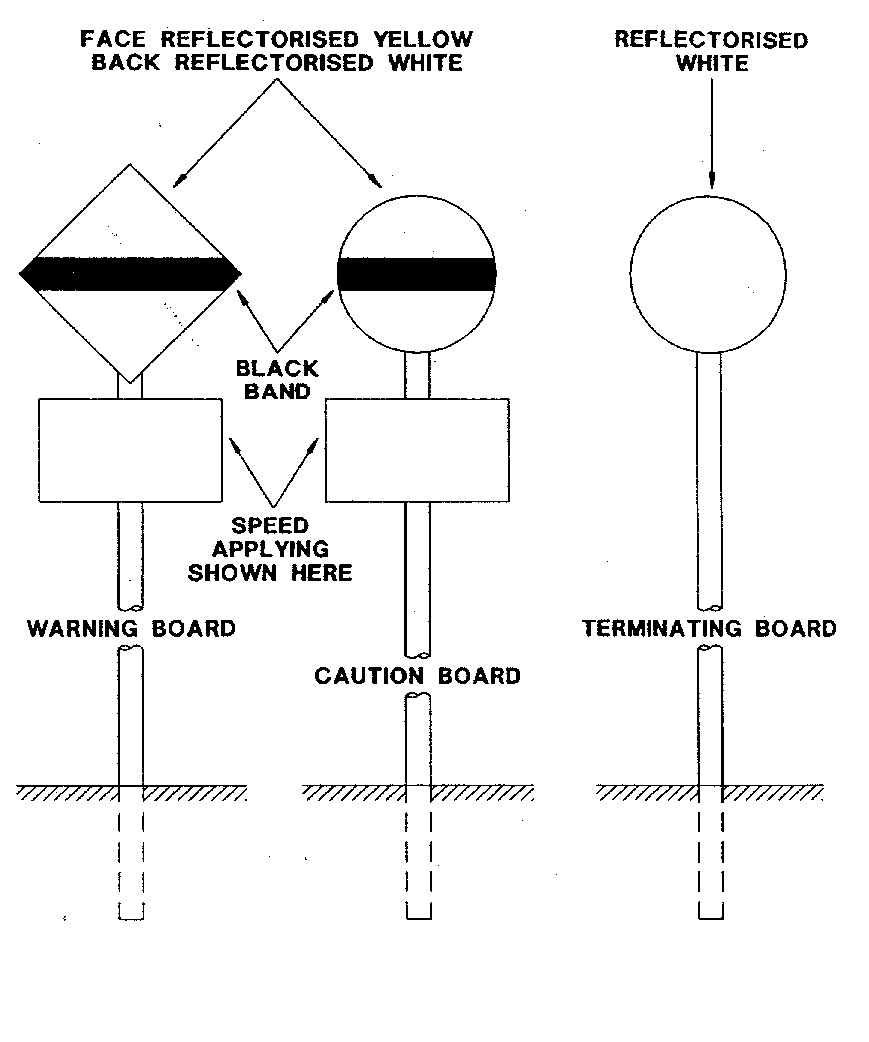 FACE REFLECTORISED YELLOW
BACK REFLECTORISED WHITE
REFLECTORISED
WHITE
BLACK
BAND
SPEED
APPLYING
SHOWN HERE
WARNING BOARD
CAUTION BOARD
TERMINATING BOARD